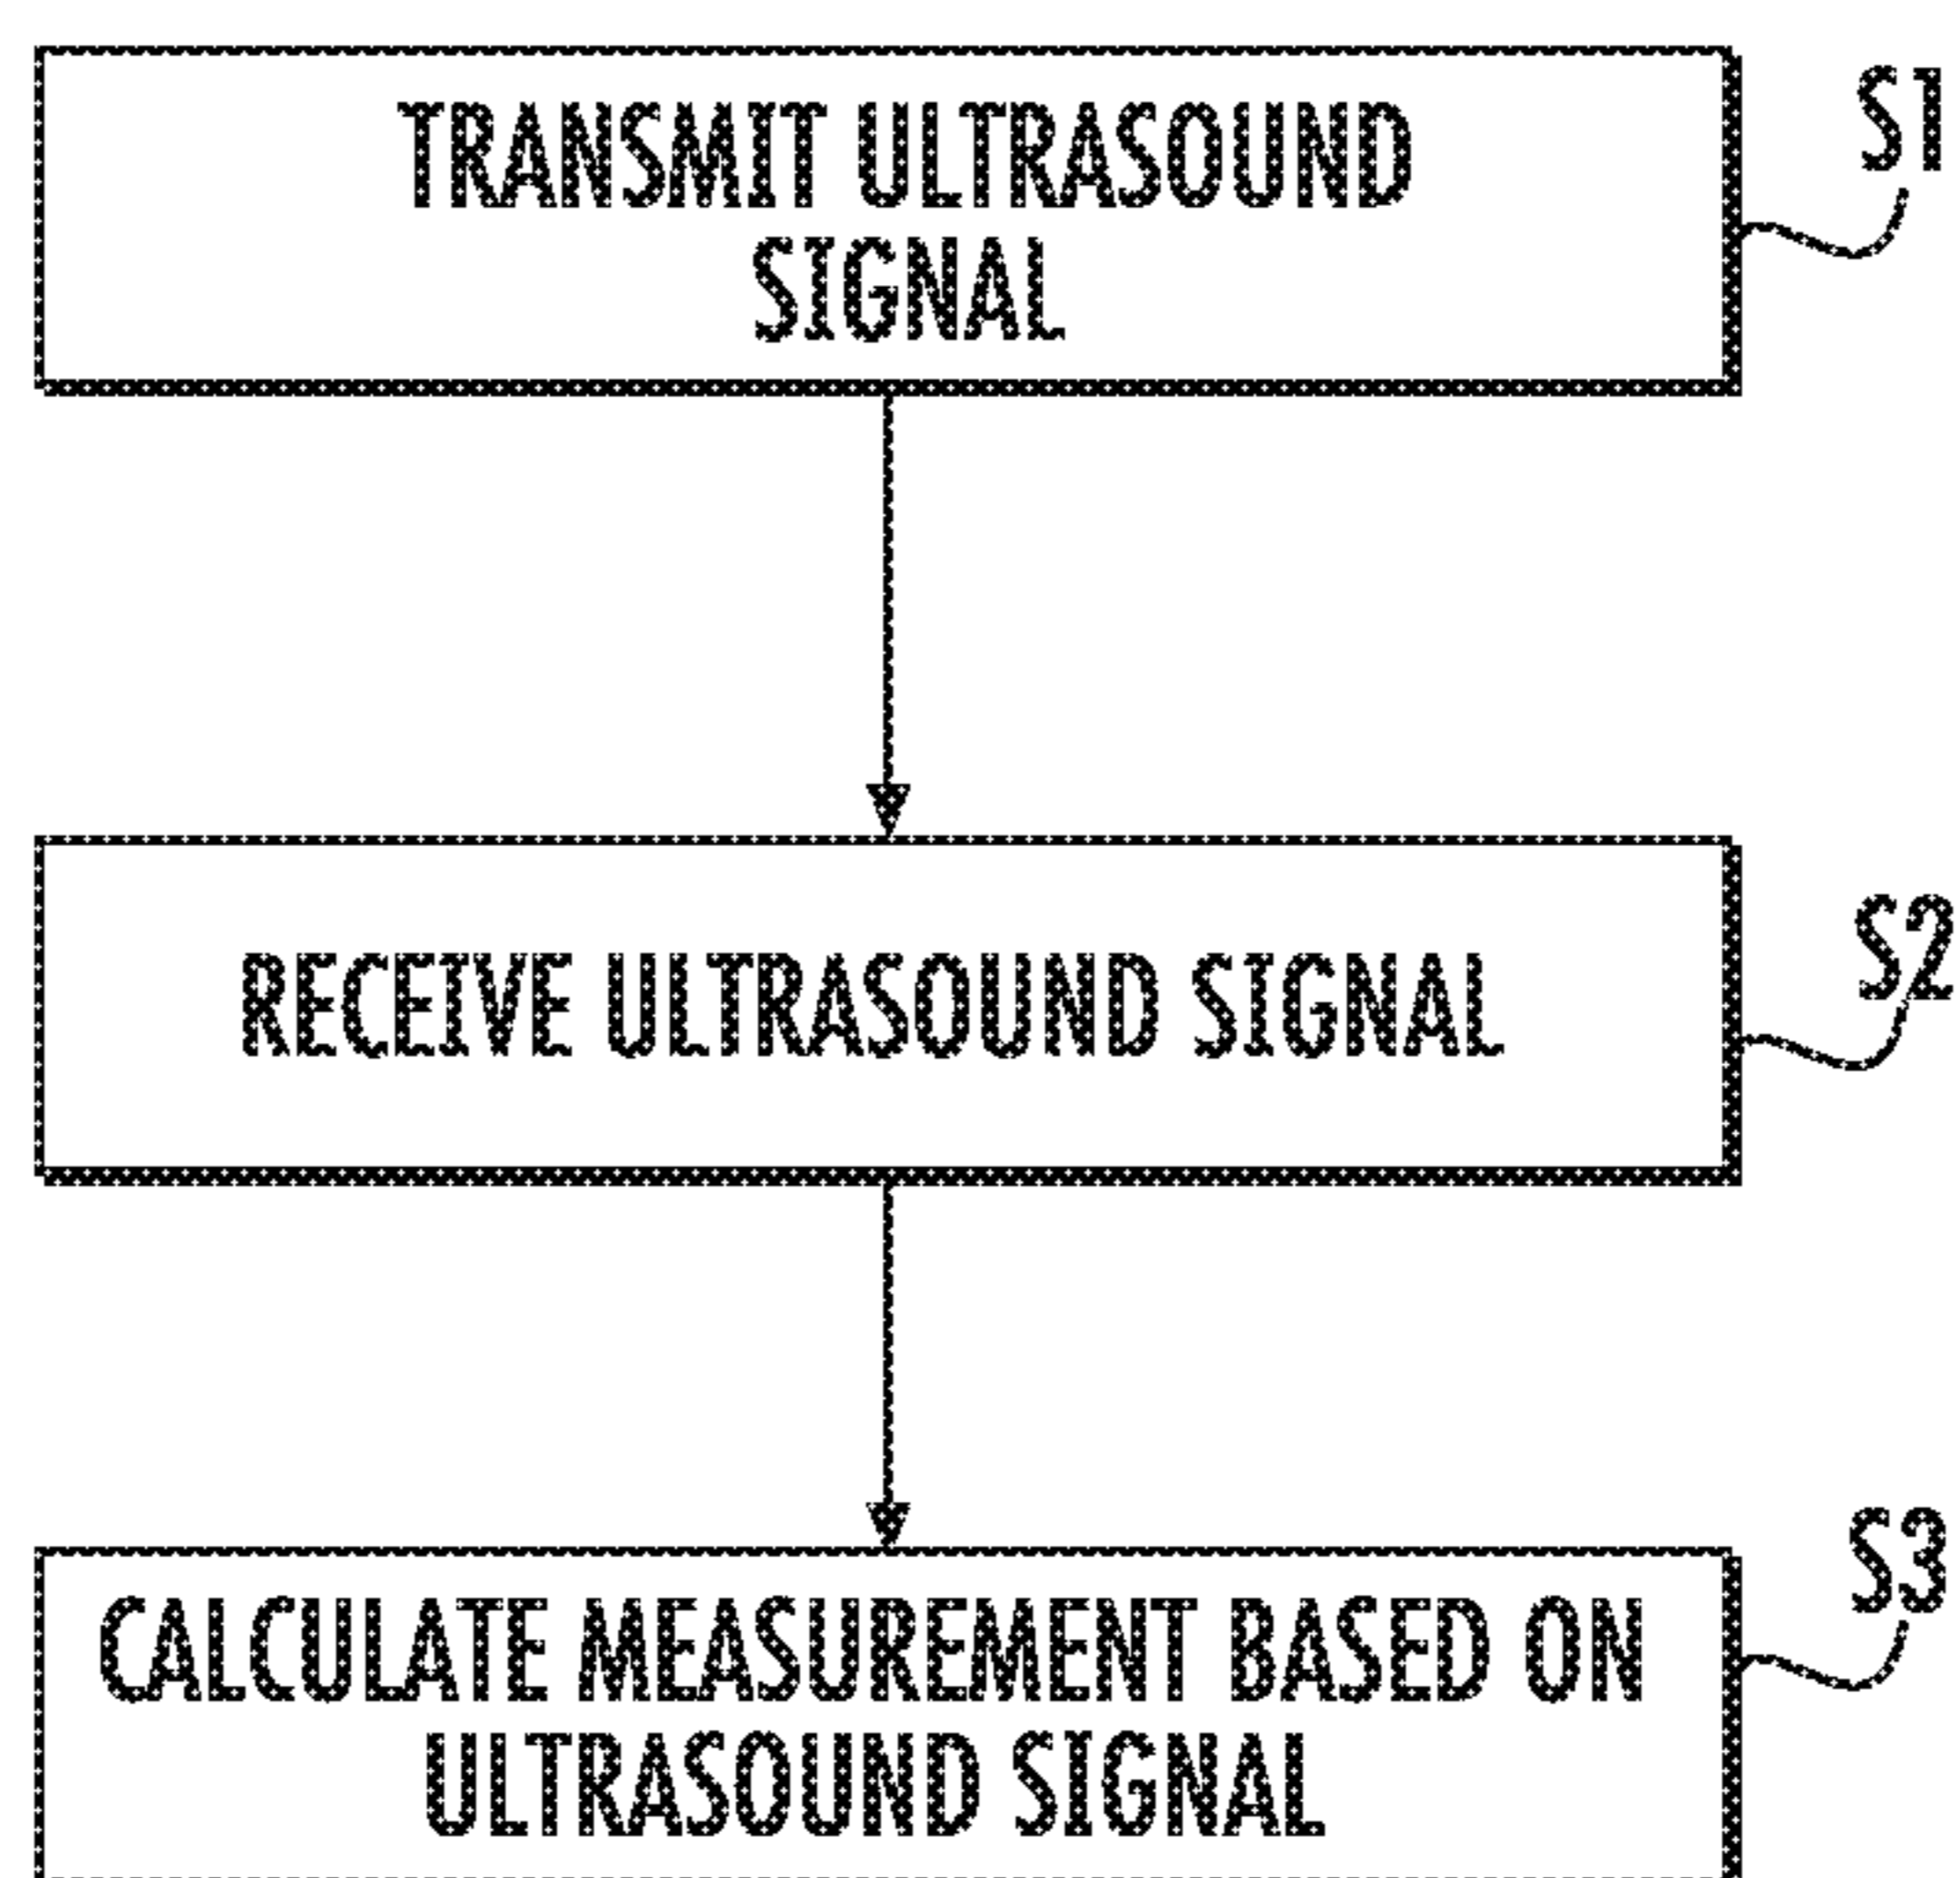 TRANSMIT ULTRASOUND
SIGNAL
S1
RECEIVE ULTRASOUND SIGNAL
S2
CALCULATE MEASUREMENT BASED ON
ULTRASOUND SIGNAL
S3